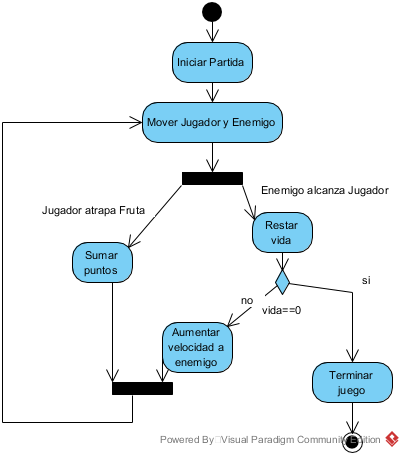 Iniciar Partida
Mover Jugador y Enemigo
Enemigo alcanza Jugador
Jugador atrapa Fruta
Restar
vida
Sumar
puntos
si
no
vida==0
Aumentar
velocidad a
enemigo
Terminar
juego
Powered By Visual Paradigm Community Edition